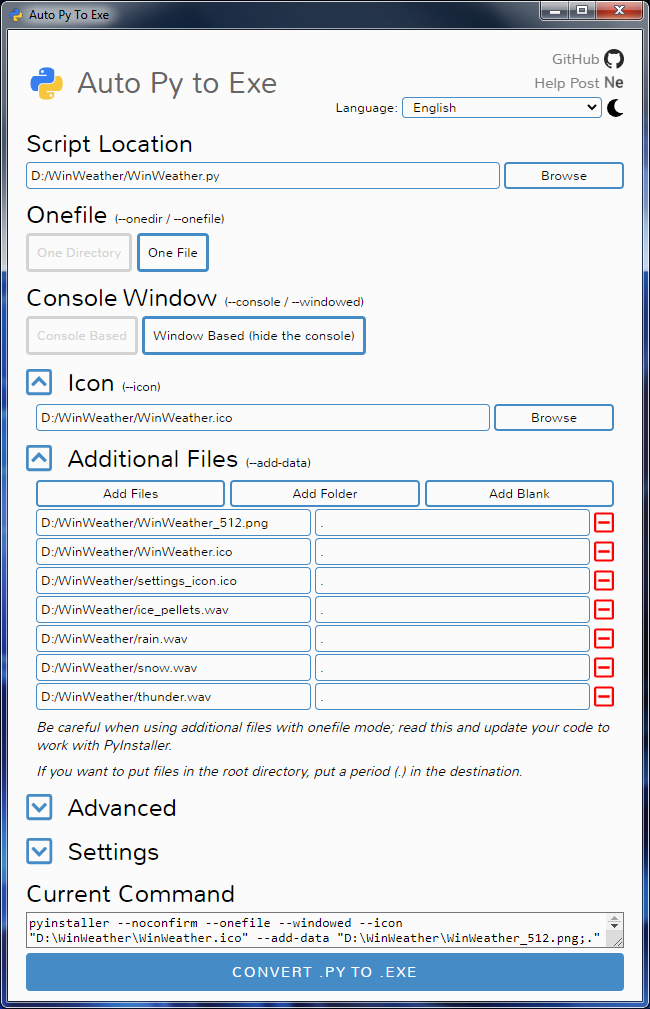 Auto Py To Exe
GitHub
Help Post Ne
Auto Py to Exe
Language: English
Script Location
D:/WinWeather/WinWeather.py Browse
Onefile (--onedir / --onefile)
One Directory One File
Console Window (--console / --windowed)
Console Based Window Based (hide the console)
Icon (--icon)
D:/WinWeather/WinWeather.ico Browse
Additional Files (--add-data)
Add Files Add Folder Add Blank
D:/WinWeather/WinWeather_512.png .
D:/WinWeather/WinWeather.ico .
D:/WinWeather/settings_icon.ico .
D:/WinWeather/ice_pellets.wav .
D:/WinWeather/rain.wav .
D:/WinWeather/snow.wav .
D:/WinWeather/thunder.wav .
Be careful when using additional files with onefile mode; read this and update your code to
work with PyInstaller.
If you want to put files in the root directory, put a period (.) in the destination.
Advanced
Settings
Current Command
pyinstaller --noconfirm --onefile --windowed --icon
"D:\WinWeather\WinWeather.ico" --add-data "D:\WinWeather\WinWeather_512.png;."
CONVERT .PY TO .EXE